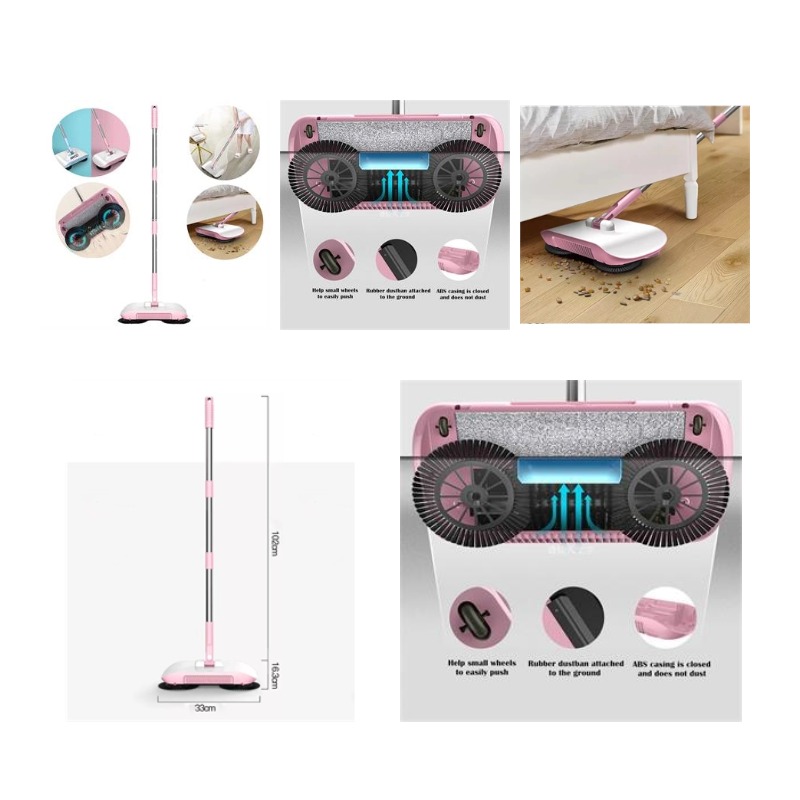 Help small wheels
to easily push
Rubber dustban attached
to the ground
ABS casing is closed
and does not dust
102cm
16.3cm
33cm
Help small wheels
to easily push
Rubber dustban attached
to the ground
ABS casing is closed
and does not dust